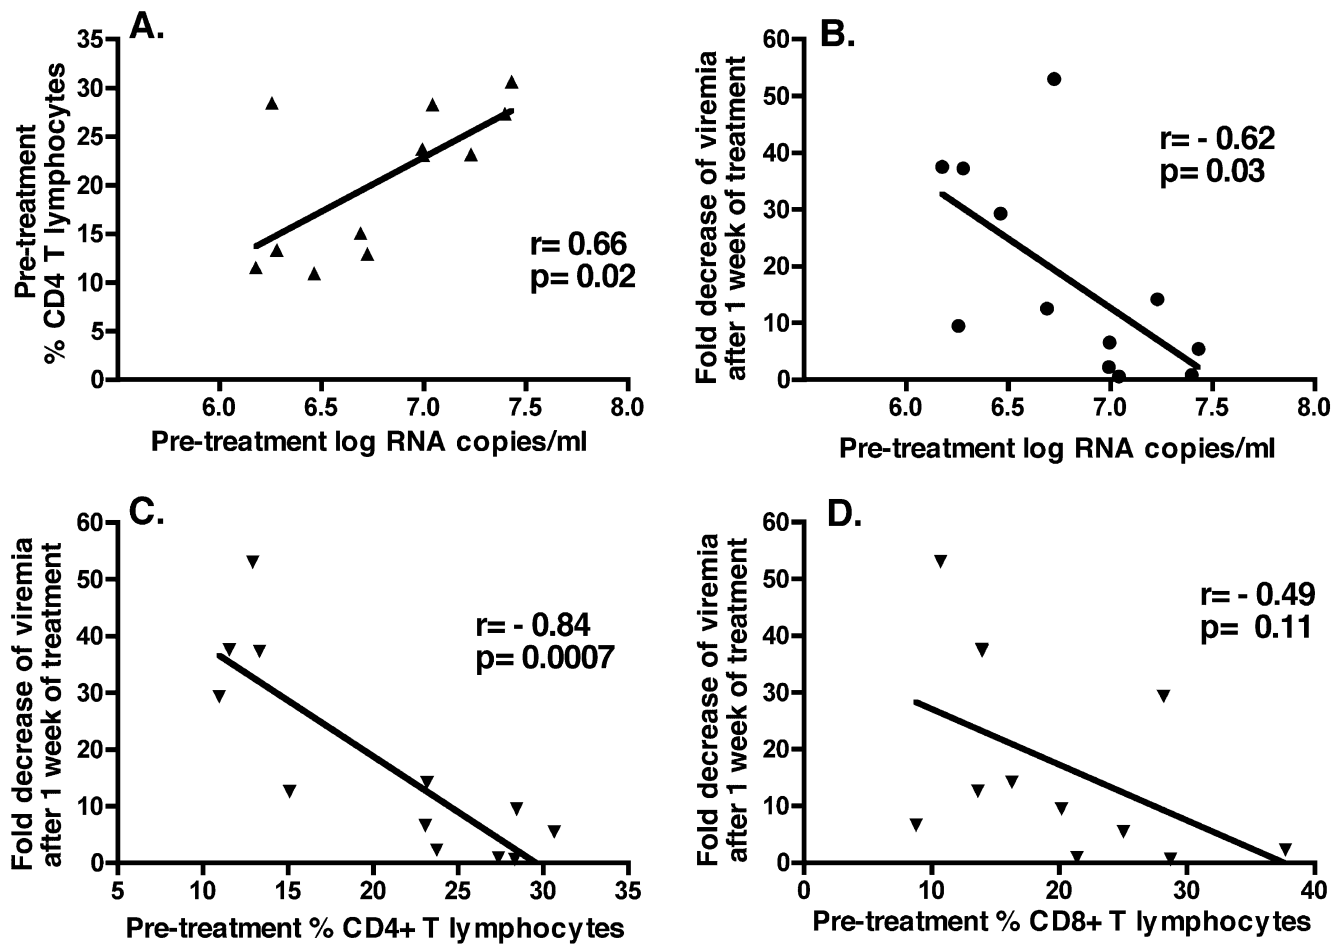 A.
35
30
25
20
15
10
5
0
Pre-treatment
% CD4 T lymphocytes
r= 0.66
p= 0.02
6.0 6.5 7.0 7.5 8.0
Pre-treatment log RNA copies/ml
B.
60
50
40
30
20
10
0
Fold decrease of viremia
after 1 week of treatment
r= - 0.62
p= 0.03
6.0 6.5 7.0 7.5 8.0
Pre-treatment log RNA copies/ml
C.
60
50
40
30
20
10
0
Fold decrease of viremia
after 1 week of treatment
r= - 0.84
p= 0.0007
5 10 15 20 25 30 35
Pre-treatment % CD4+ T lymphocytes
D.
60
50
40
30
20
10
0
Fold decrease of viremia
after 1 week of treatment
r= - 0.49
p= 0.11
0 10 20 30 40
Pre-treatment % CD8+ T lymphocytes